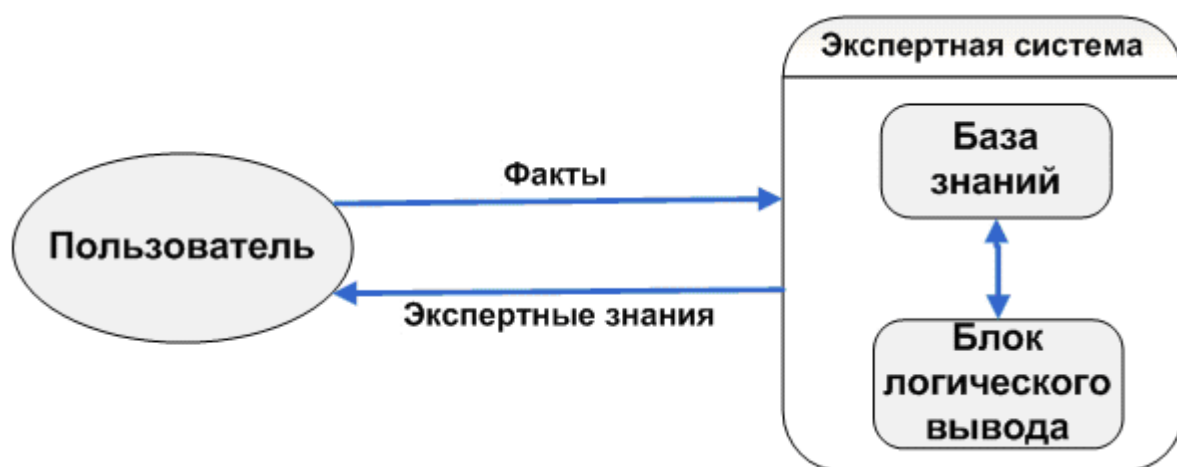 Экспертная система
База
знаний
Факты
Пользователь
Экспертные знания
Блок
логического
вывода